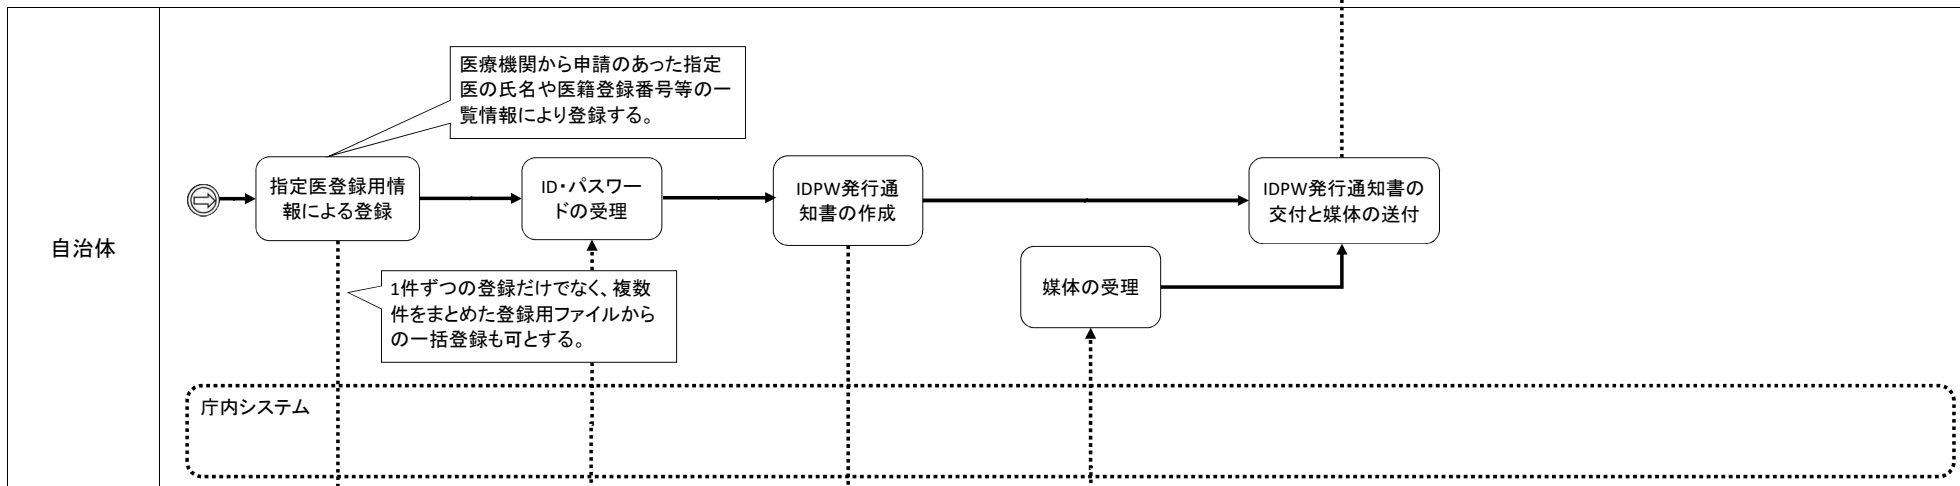 医療機関から申請のあった指定
医の氏名や医籍登録番号等の一
覧情報により登録する。
指定医登録用情
報による登録
ID・パスワー
ドの受理
IDPW発行通
知書の作成
IDPW発行通知書の
交付と媒体の送付
自治体
1件ずつの登録だけでなく、複数
件をまとめた登録用ファイルから
の一括登録も可とする。
媒体の受理
庁内システム